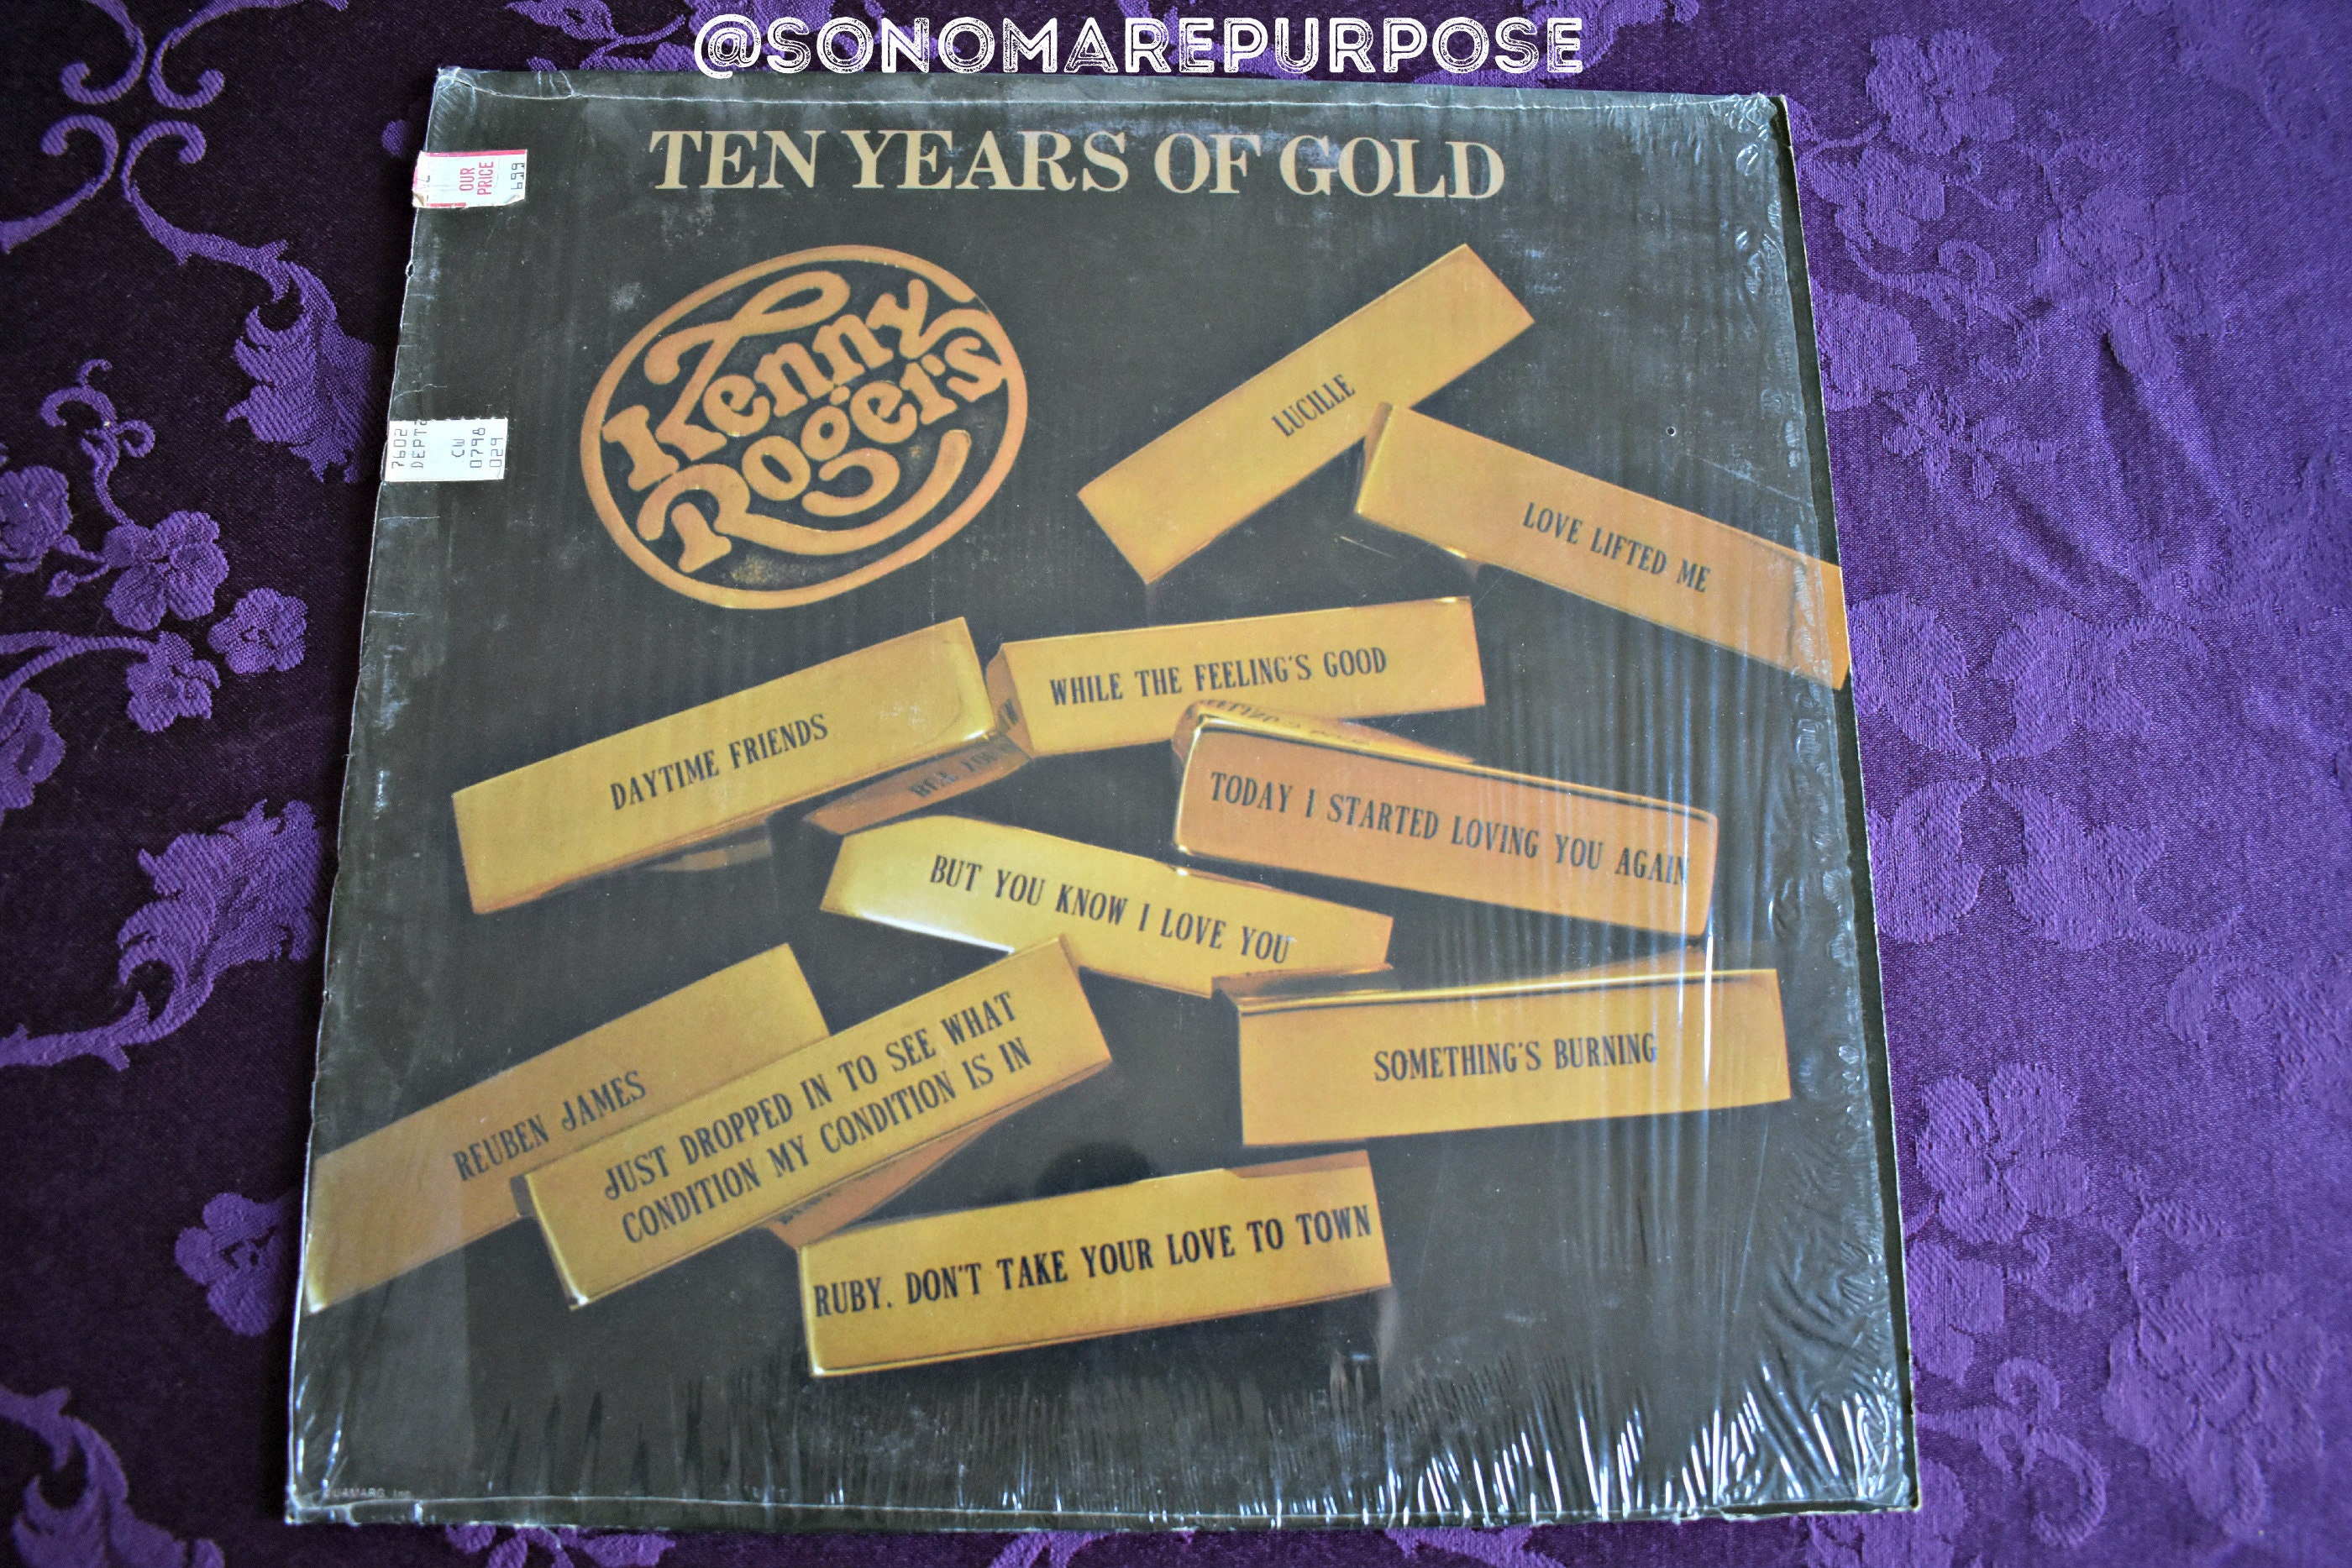 @SONOMAREPURPOSE
TEN YEARS OF GOLD
OUR
PRICE
699
Kenny
Rogers
LUCILLE
LOVE LIFTED ME
7602
DEPT
CW
0798
029
WHILE THE FEELING'S GOOD
DAYTIME FRIENDS
TODAY I STARTED LOVING YOU AGAIN
BUT YOU KNOW I LOVE YOU
REUBEN JAMES
JUST DROPPED IN TO SEE WHAT
CONDITION MY CONDITION IS IN
SOMETHING'S BURNING
RUBY, DON'T TAKE YOUR LOVE TO TOWN